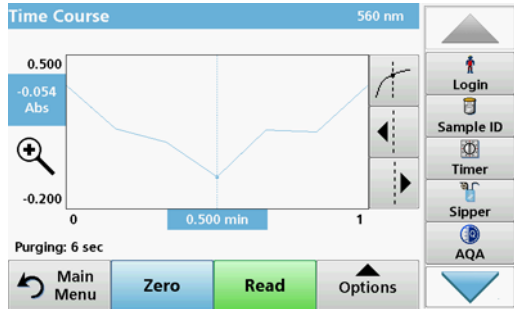 Time Course 560 nm
0.500
-0.054
Abs
-0.200
0 0.500 min 1
Purging: 6 sec
Main
Menu
Zero
Read
Options
Login
Sample ID
Timer
Sipper
AQA